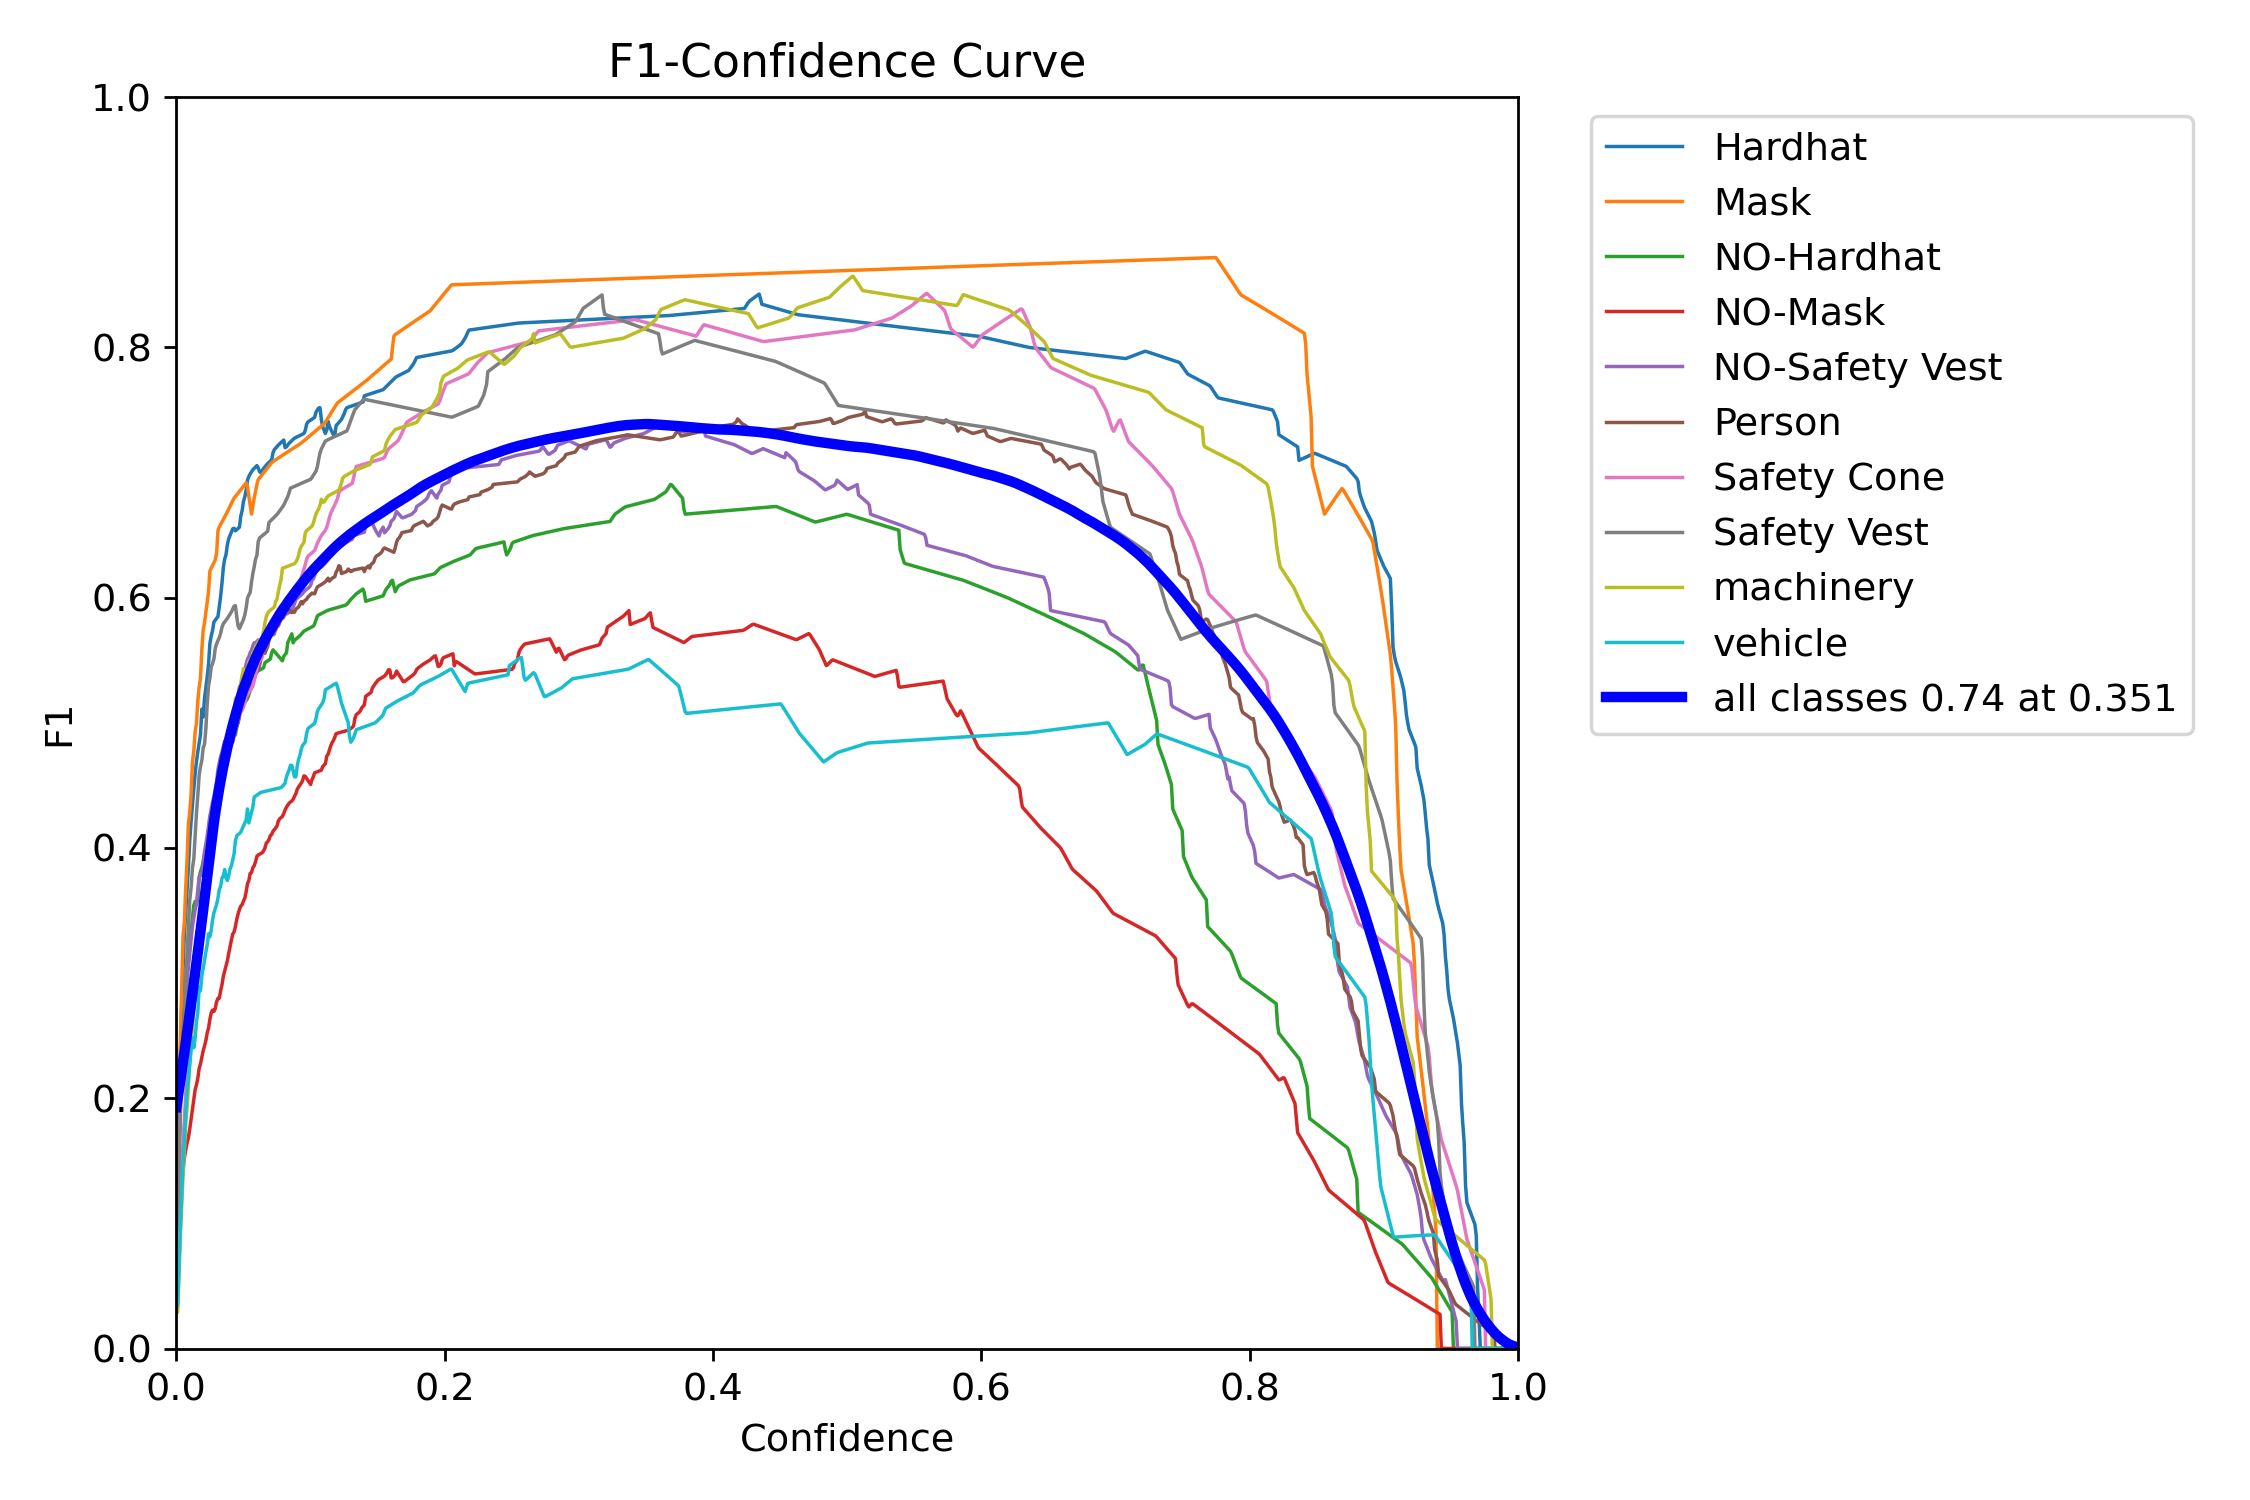 F1-Confidence Curve
1.0
0.8
0.6
0.4
0.2
0.0
F1
0.0 0.2 0.4 0.6 0.8 1.0
Confidence
Hardhat
Mask
NO-Hardhat
NO-Mask
NO-Safety Vest
Person
Safety Cone
Safety Vest
machinery
vehicle
all classes 0.74 at 0.351